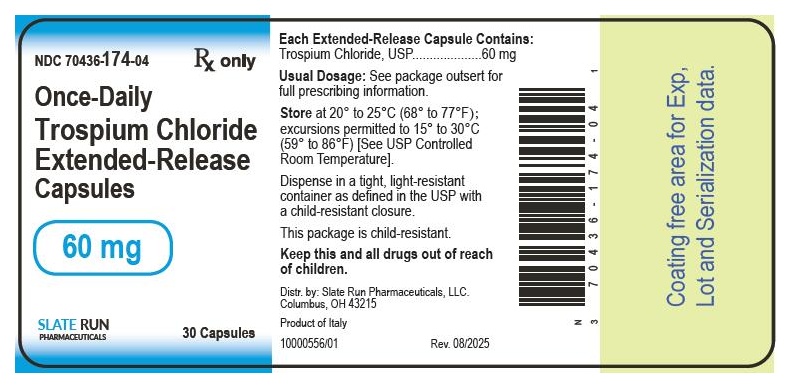 NDC 70436-174-04
Rx only
Once-Daily
Trospium Chloride
Extended-Release
Capsules
60 mg
SLATE RUN
PHARMACEUTICALS
30 Capsules
Each Extended-Release Capsule Contains:
Trospium Chloride, USP.....................60 mg
Usual Dosage: See package outsert for
full prescribing information.
Store at 20° to 25°C (68° to 77°F);
excursions permitted to 15° to 30°C
(59° to 86°F) [See USP Controlled
Room Temperature].
Dispense in a tight, light-resistant
container as defined in the USP with
a child-resistant closure.
This package is child-resistant.
Keep this and all drugs out of reach
of children.
Distr. by: Slate Run Pharmaceuticals, LLC.
Columbus, OH 43215
Product of Italy
10000556/01
Rev. 08/2025
N 3 70436-174-04 1
Coating free area for Exp,
Lot and Serialization data.